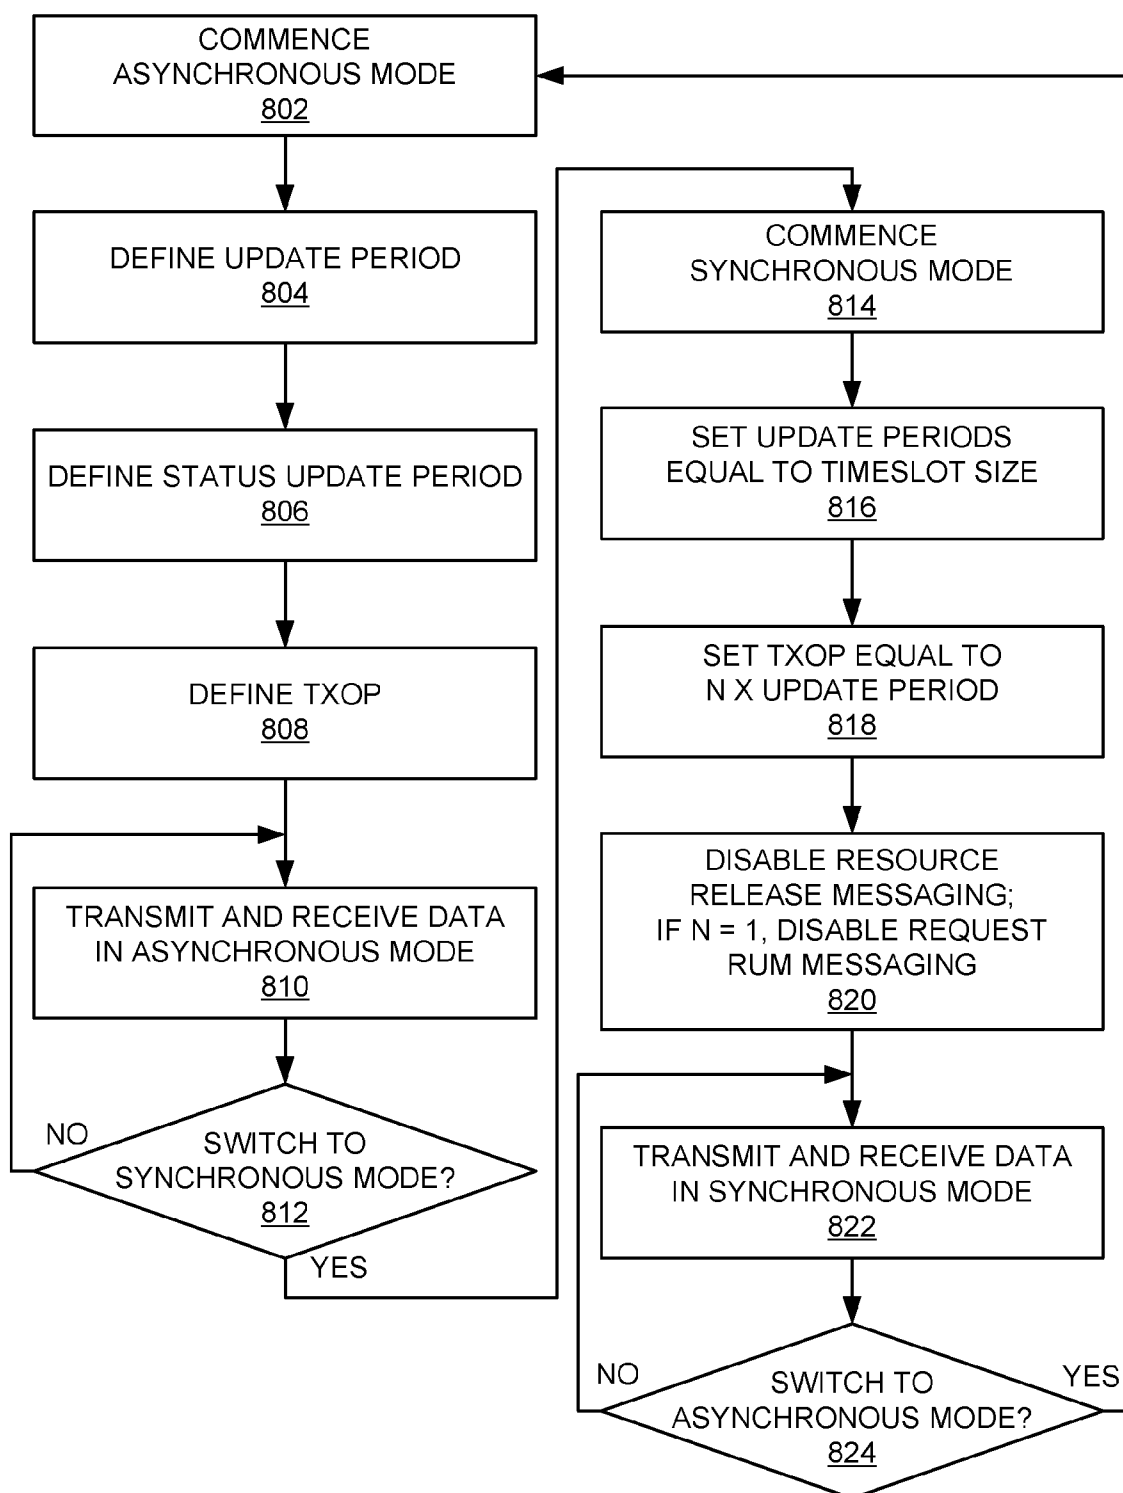 COMMENCE
ASYNCHRONOUS MODE
802
DEFINE UPDATE PERIOD
804
DEFINE STATUS UPDATE PERIOD
806
DEFINE TXOP
808
TRANSMIT AND RECEIVE DATA
IN ASYNCHRONOUS MODE
810
NO
SWITCH TO
SYNCHRONOUS MODE?
812
YES
COMMENCE
SYNCHRONOUS MODE
814
SET UPDATE PERIODS
EQUAL TO TIMESLOT SIZE
816
SET TXOP EQUAL TO
N X UPDATE PERIOD
818
DISABLE RESOURCE
RELEASE MESSAGING;
IF N = 1, DISABLE REQUEST
RUM MESSAGING
820
TRANSMIT AND RECEIVE DATA
IN SYNCHRONOUS MODE
822
NO
SWITCH TO
ASYNCHRONOUS MODE?
824
YES